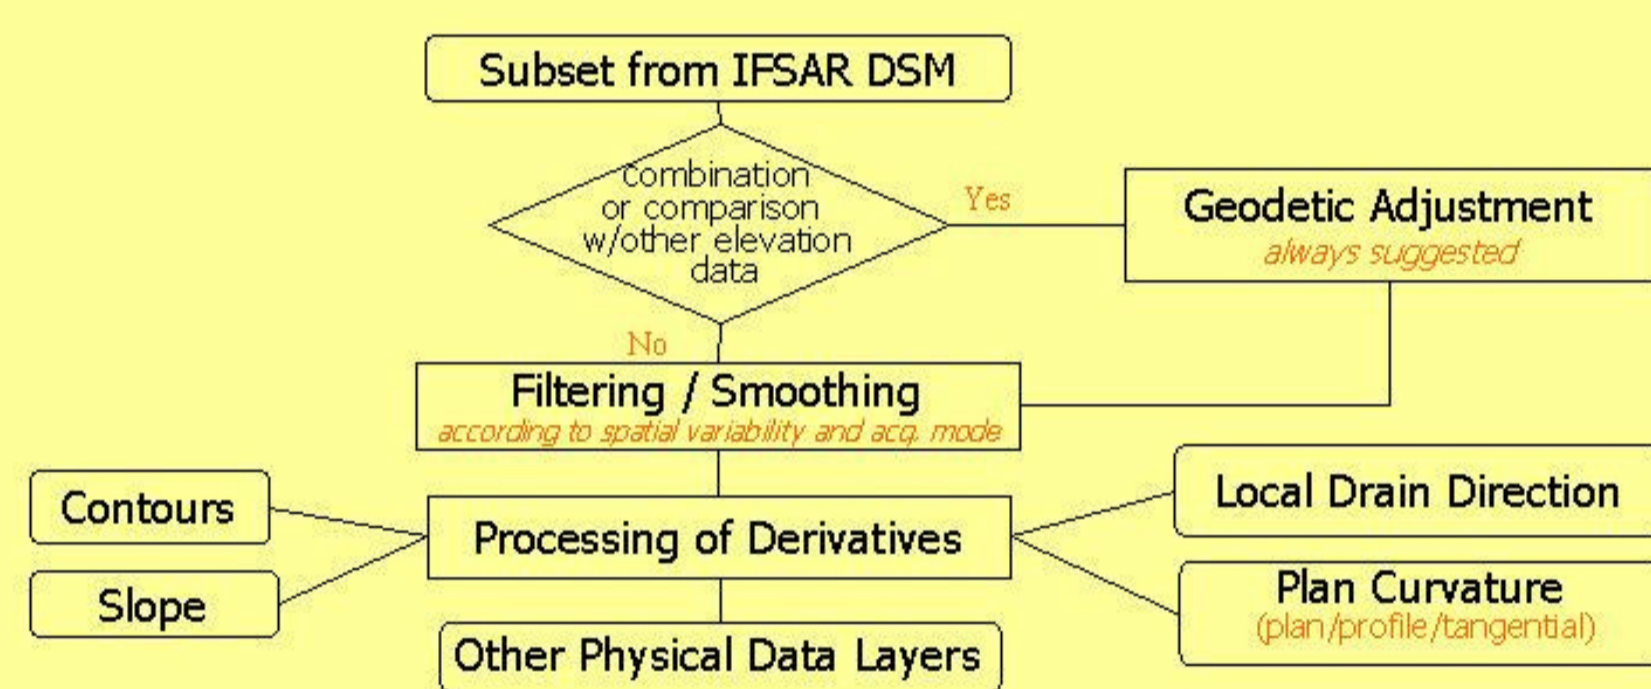 Subset from IFSAR DSM
combination
or comparison
w/other elevation
data
Yes
Geodetic Adjustment
always suggested
No
Filtering / Smoothing
according to spatial variability and acq. mode
Contours
Slope
Processing of Derivatives
Local Drain Direction
Plan Curvature
(plan/profile/tangential)
Other Physical Data Layers